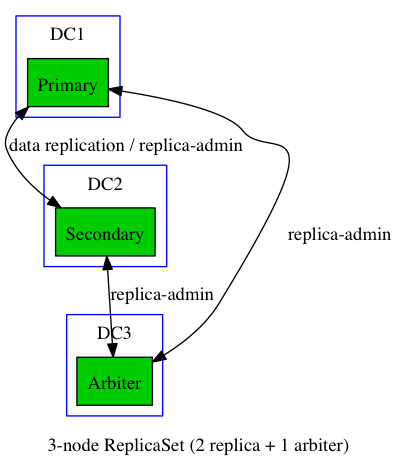 DC1
Primary
data replication / replica-admin
DC2
Secondary
replica-admin
replica-admin
DC3
Arbiter
3-node ReplicaSet (2 replica + 1 arbiter)